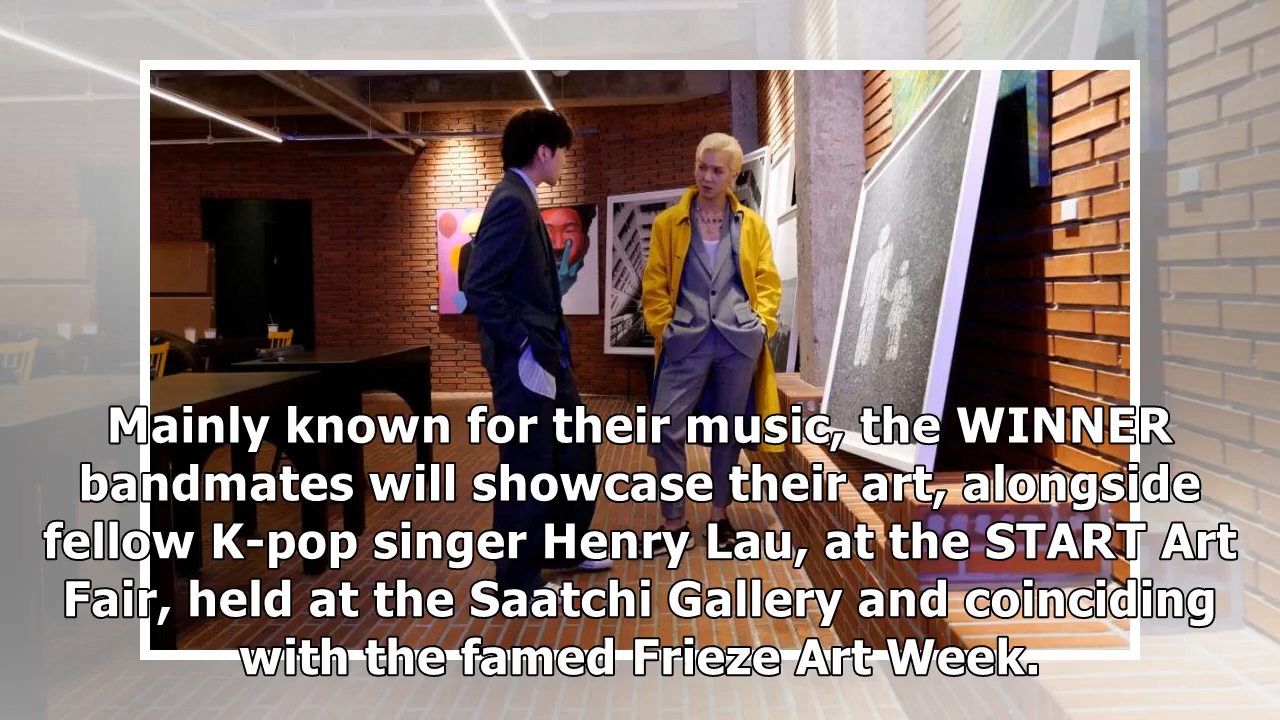 Mainly known for their music, the WINNER
bandmates will showcase their art, alongside
fellow K-pop singer Henry Lau, at the START Art
Fair, held at the Saatchi Gallery and coinciding
with the famed Frieze Art Week.